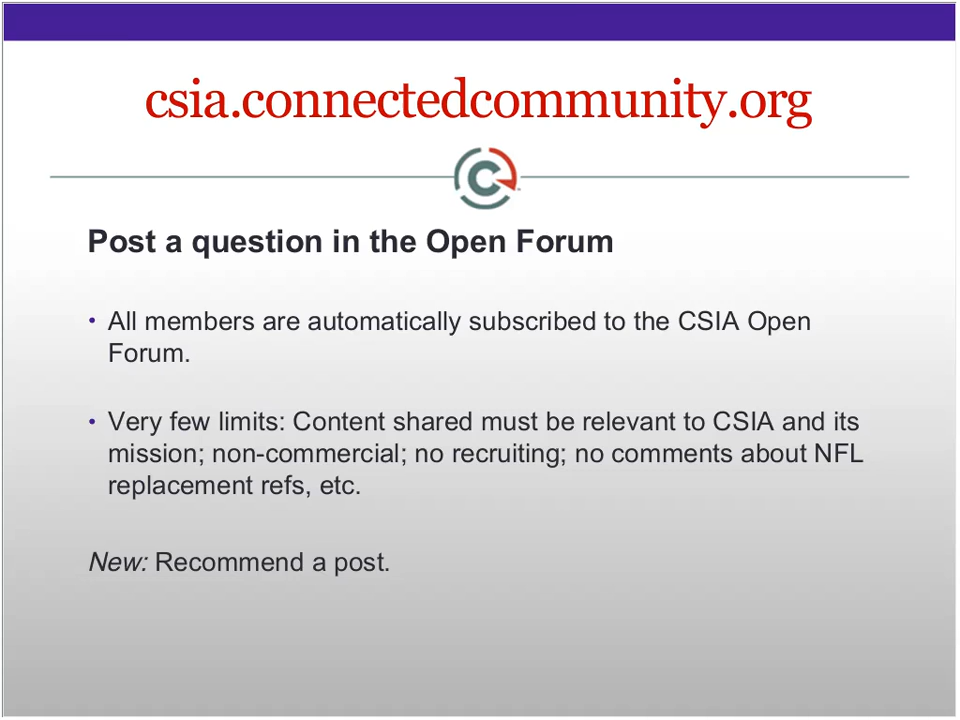 csia.connectedcommunity.org
Post a question in the Open Forum
• All members are automatically subscribed to the CSIA Open
Forum.
• Very few limits: Content shared must be relevant to CSIA and its
mission; non-commercial; no recruiting; no comments about NFL
replacement refs, etc.
New: Recommend a post.